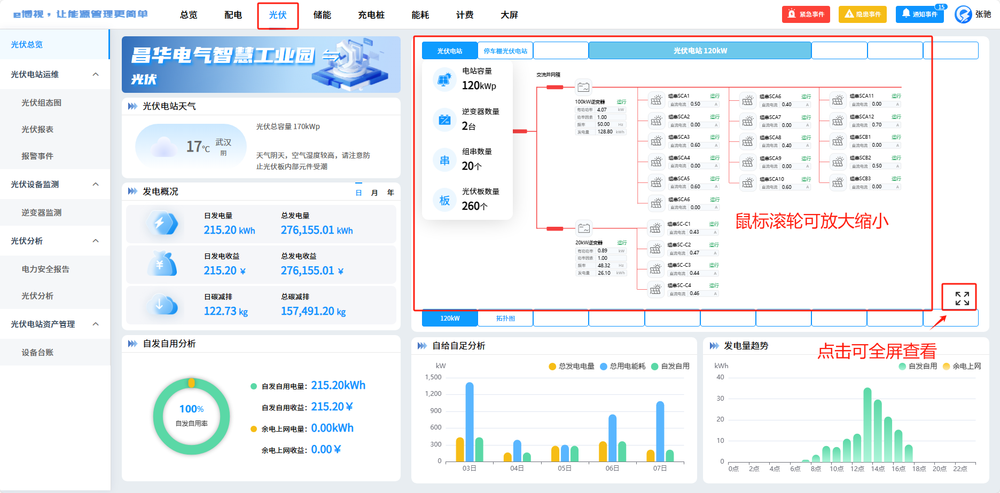 e博视，让能源管理更简单
总览
配电
光伏
储能
充电桩
能耗
计费
大屏
紧急事件
隐患事件
通知事件
15
张驰
光伏总览
光伏电站运维
光伏组态图
光伏报表
报警事件
光伏设备监测
逆变器监测
光伏分析
电力安全报告
光伏分析
光伏电站资产管理
设备台账
昌华电气智慧工业园
光伏
光伏电站天气
17℃
武汉
阴
光伏总容量 170kWp
天气阴天，空气湿度较高，请注意防
止光伏板内部元件受潮
发电概况
日 月 年
日发电量
215.20 kWh
总发电量
276,155.01 kWh
日发电收益
215.20 ¥
总发电收益
276,155.01 ¥
日碳减排
122.73 kg
总碳减排
157,491.20 kg
自发自用分析
100%
自发自用率
自发自用电量：215.20kWh
自发自用收益：215.20¥
余电上网电量：0.00kWh
余电上网收益：0.00¥
光伏电站
停车棚光伏电站
光伏电站 120kW
电站容量
120kWp
逆变器数量
2台
串
组串数量
20个
板
光伏板数量
260个
交流并网箱
100kW逆变器 运行
有功功率 4.07 kW
功率因素 1.00
频率 50.00 Hz
发电量 128.80 kWh
20kW逆变器 运行
有功功率 0.89 kW
功率因素 1.00
频率 48.32 Hz
发电量 26.10 kWh
组串SCA1 运行
直流电流 0.50 A
组串SCA2 运行
直流电流 0.00 A
组串SCA3 运行
直流电流 0.60 A
组串SCA4 运行
直流电流 0.00 A
组串SCA5 运行
直流电流 0.60 A
组串SCA6 运行
直流电流 0.00 A
组串SCA6 运行
直流电流 0.40 A
组串SCA7 运行
直流电流 0.00 A
组串SCA8 运行
直流电流 0.40 A
组串SCA9 运行
直流电流 0.00 A
组串SCA10 运行
直流电流 0.60 A
组串SCA11 运行
直流电流 0.00 A
组串SCA12 运行
直流电流 0.70 A
组串SCB1 运行
直流电流 0.00 A
组串SCB2 运行
直流电流 0.50 A
组串SCB3 运行
直流电流 0.00 A
组串SC-C1 运行
直流电流 0.43 A
组串SC-C2 运行
直流电流 0.47 A
组串SC-C3 运行
直流电流 0.44 A
组串SC-C4 运行
直流电流 0.46 A
鼠标滚轮可放大缩小
120kW
拓扑图
点击可全屏查看
自给自足分析
kW
总发电电量 总用电能耗 自发自用
1,500
1,200
900
600
300
0
03日 04日 05日 06日 07日
发电量趋势
kWh
自发自用 余电上网
40
30
20
10
0
0点 2点 4点 6点 8点 10点 12点 14点 16点 18点 20点 22点